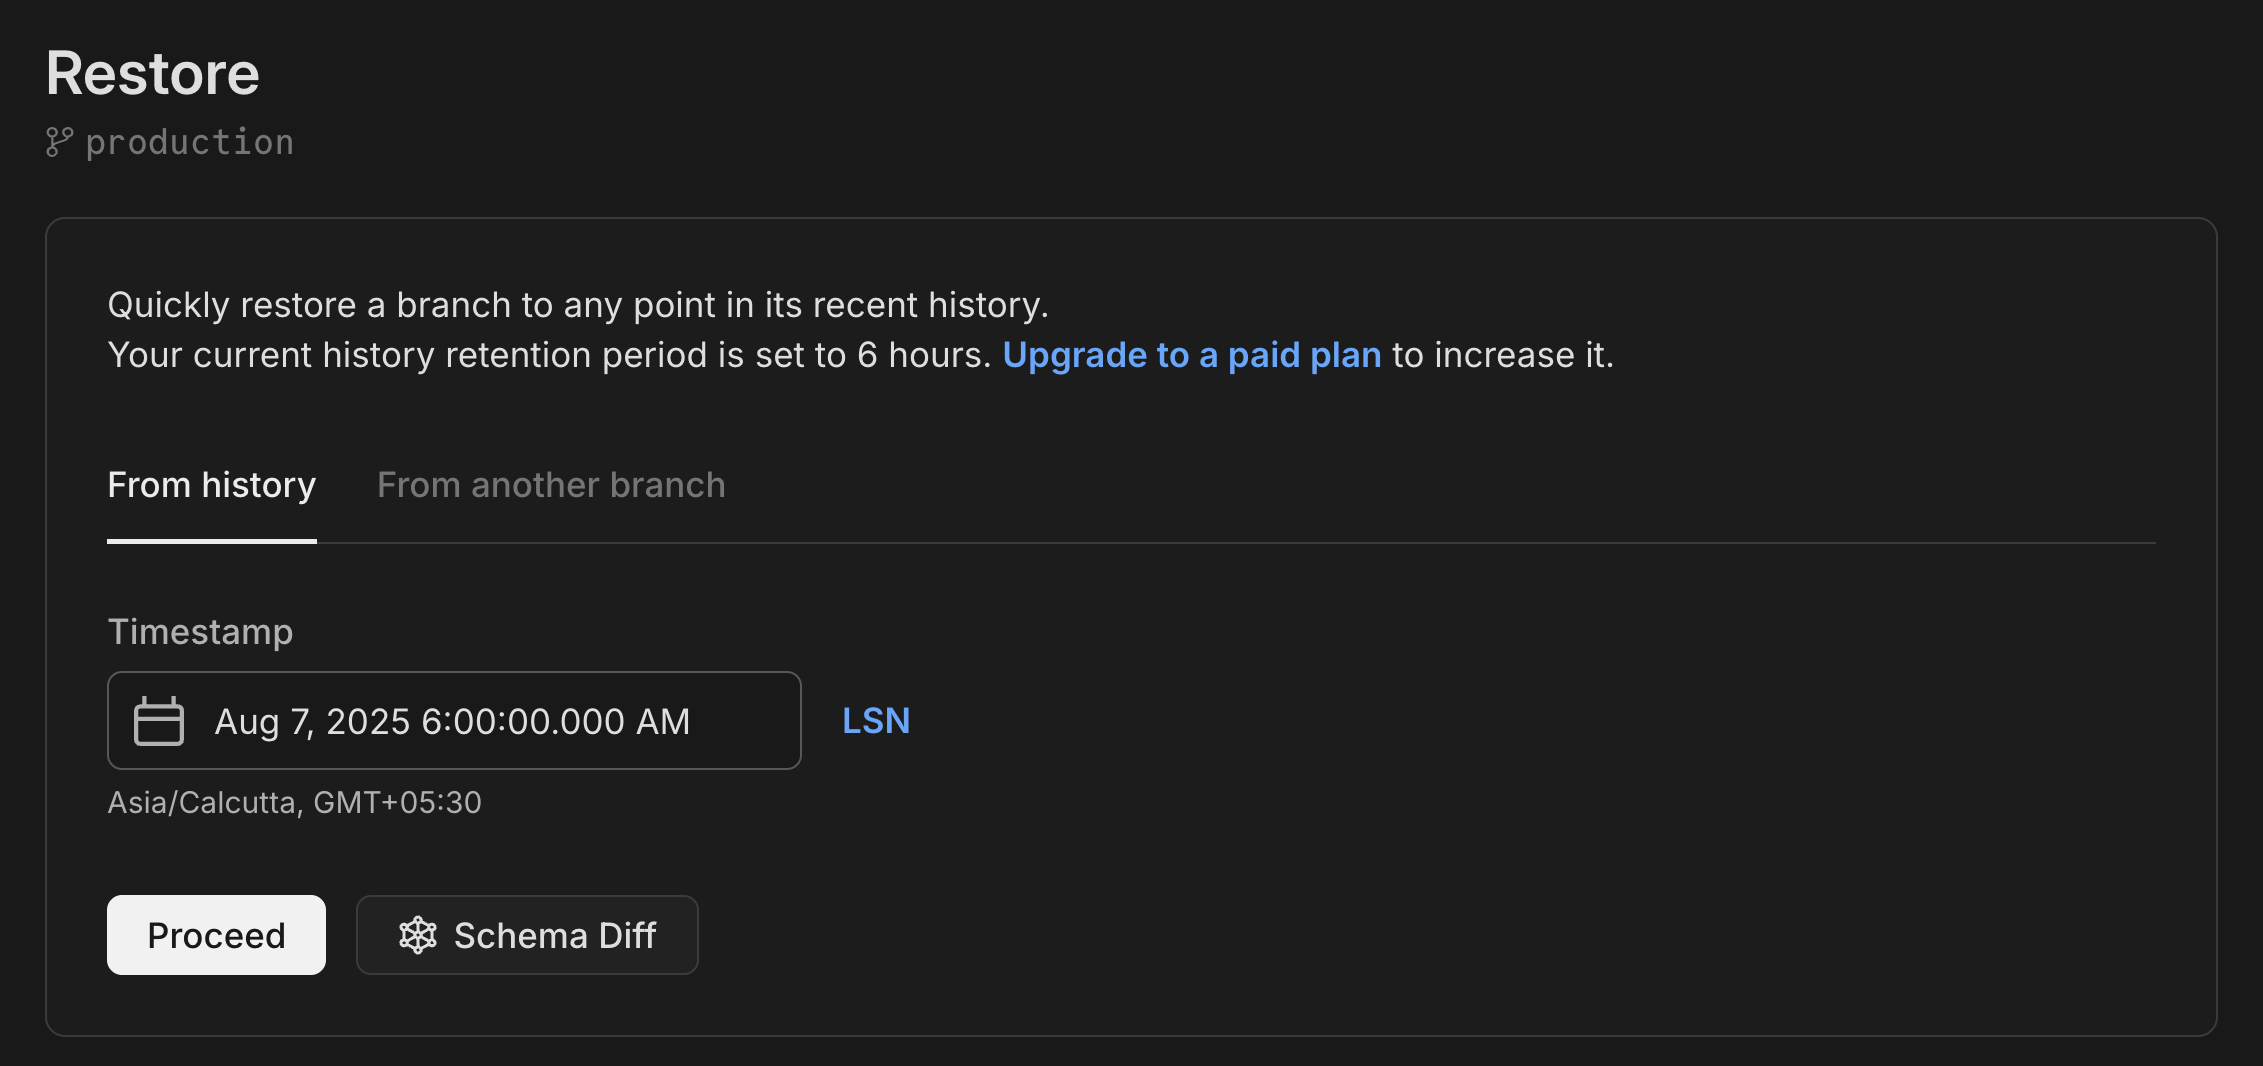 Restore
production
Quickly restore a branch to any point in its recent history.
Your current history retention period is set to 6 hours. Upgrade to a paid plan to increase it.
From history From another branch
Timestamp
Aug 7, 2025 6:00:00.000 AM LSN
Asia/Calcutta, GMT+05:30
Proceed Schema Diff